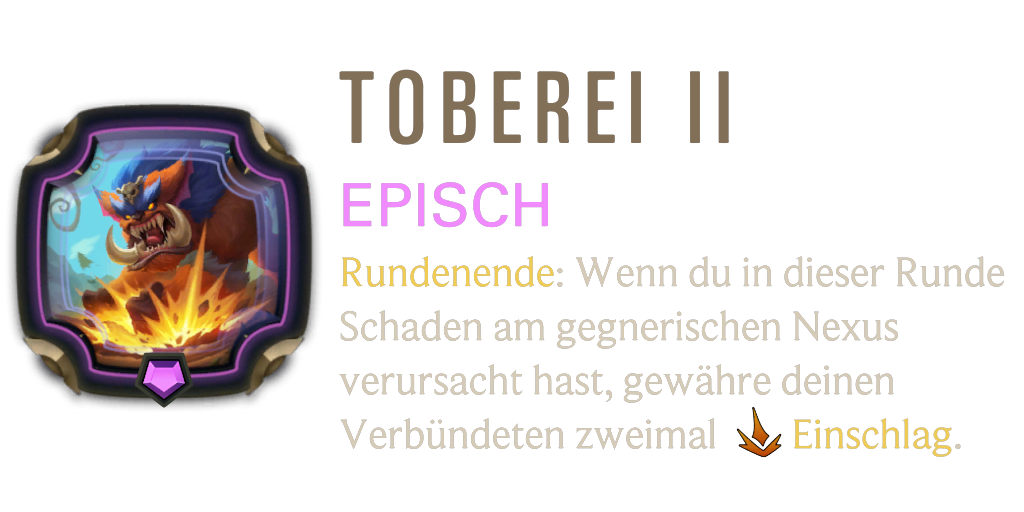 TOBEREI II
EPISCH
Rundenende: Wenn du in dieser Runde
Schaden am gegnerischen Nexus
verursacht hast, gewähre deinen
Verbündeten zweimal Einschlag.